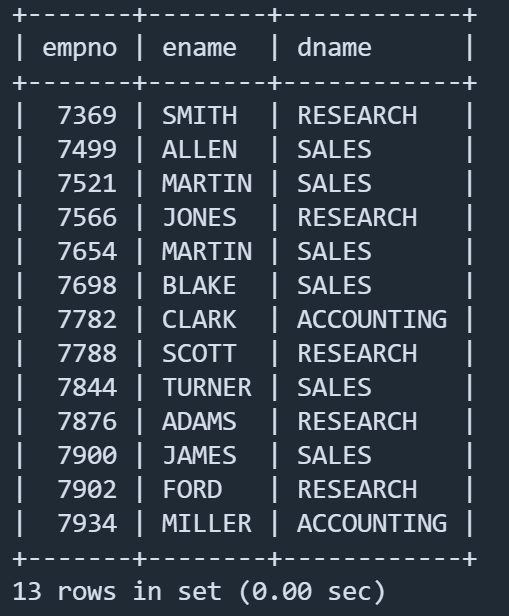 +-------+--------+------------+
| empno | ename  | dname      |
+-------+--------+------------+
|  7369 | SMITH  | RESEARCH   |
|  7499 | ALLEN  | SALES      |
|  7521 | MARTIN | SALES      |
|  7566 | JONES  | RESEARCH   |
|  7654 | MARTIN | SALES      |
|  7698 | BLAKE  | SALES      |
|  7782 | CLARK  | ACCOUNTING |
|  7788 | SCOTT  | RESEARCH   |
|  7844 | TURNER | SALES      |
|  7876 | ADAMS  | RESEARCH   |
|  7900 | JAMES  | SALES      |
|  7902 | FORD   | RESEARCH   |
|  7934 | MILLER | ACCOUNTING |
+-------+--------+------------+
13 rows in set (0.00 sec)